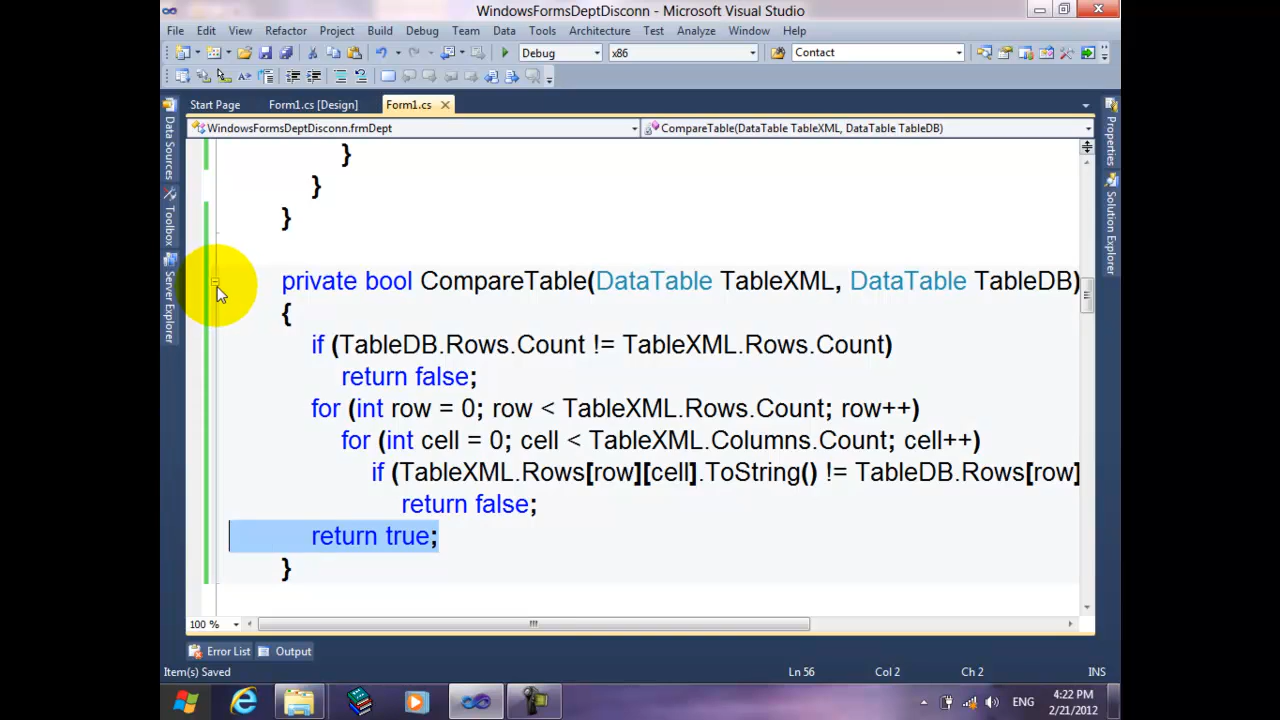 WindowsFormsDeptDisconn - Microsoft Visual Studio
File Edit View Refactor Project Build Debug Team Data Tools Architecture Test Analyze Window Help
Debug x86 Contact
Start Page Form1.cs [Design] Form1.cs
WindowsFormsDeptDisconn.frmDept CompareTable(DataTable TableXML, DataTable TableDB)
Data Sources
Toolbox
Server Explorer
}
}
}
private bool CompareTable(DataTable TableXML, DataTable TableDB)
{
if (TableDB.Rows.Count != TableXML.Rows.Count)
return false;
for (int row = 0; row < TableXML.Rows.Count; row++)
for (int cell = 0; cell < TableXML.Columns.Count; cell++)
if (TableXML.Rows[row][cell].ToString() != TableDB.Rows[row]
return false;
return true;
}
Properties
Solution Explorer
100 %
Error List Output
Item(s) Saved Ln 56 Col 2 Ch 2 INS
ENG 4:22 PM
2/21/2012